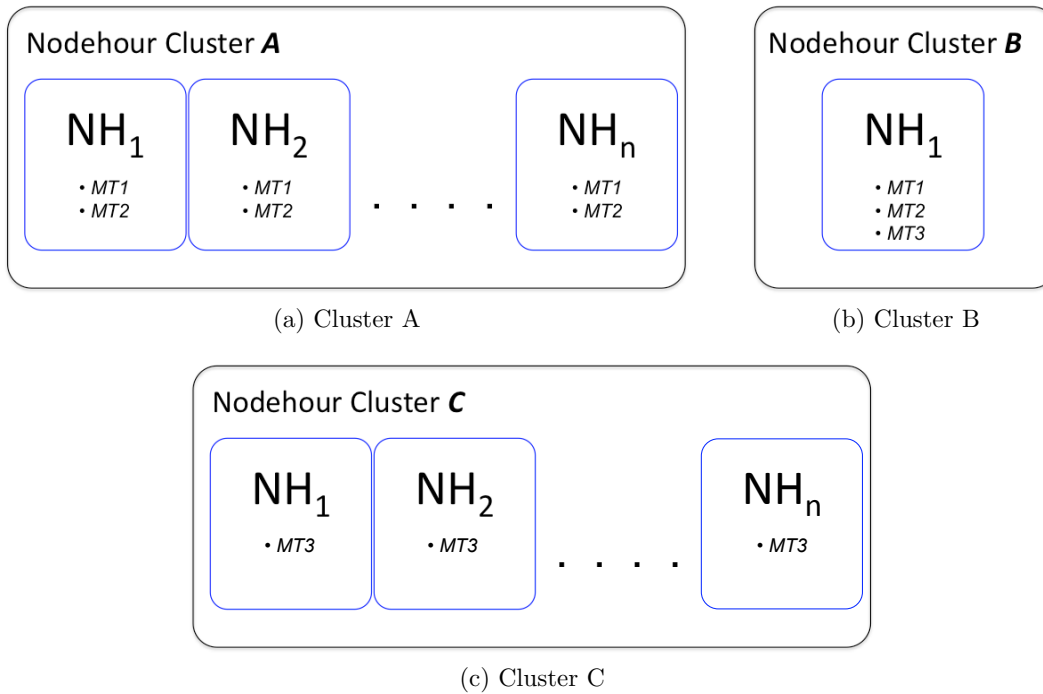 Nodehour Cluster A
NH₁
• MT1
• MT2
NH₂
• MT1
• MT2
. . . .
NHₙ
• MT1
• MT2
(a) Cluster A
Nodehour Cluster B
NH₁
• MT1
• MT2
• MT3
(b) Cluster B
Nodehour Cluster C
NH₁
• MT3
NH₂
• MT3
. . . .
NHₙ
• MT3
(c) Cluster C